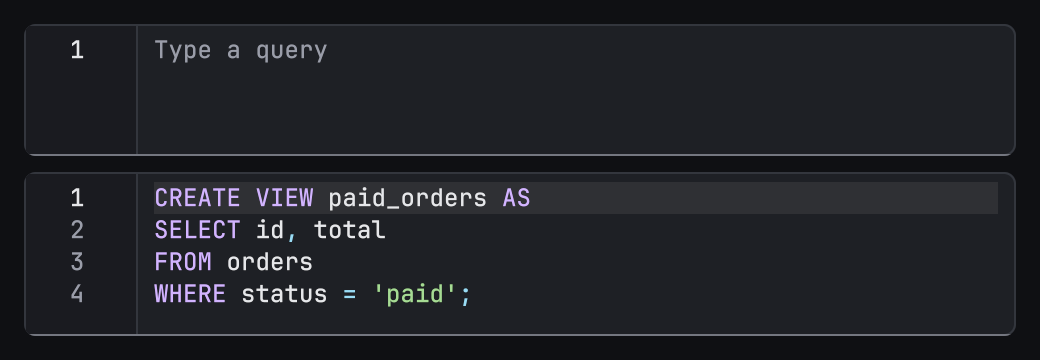 1 Type a query
1 CREATE VIEW paid_orders AS
2 SELECT id, total
3 FROM orders
4 WHERE status = 'paid';